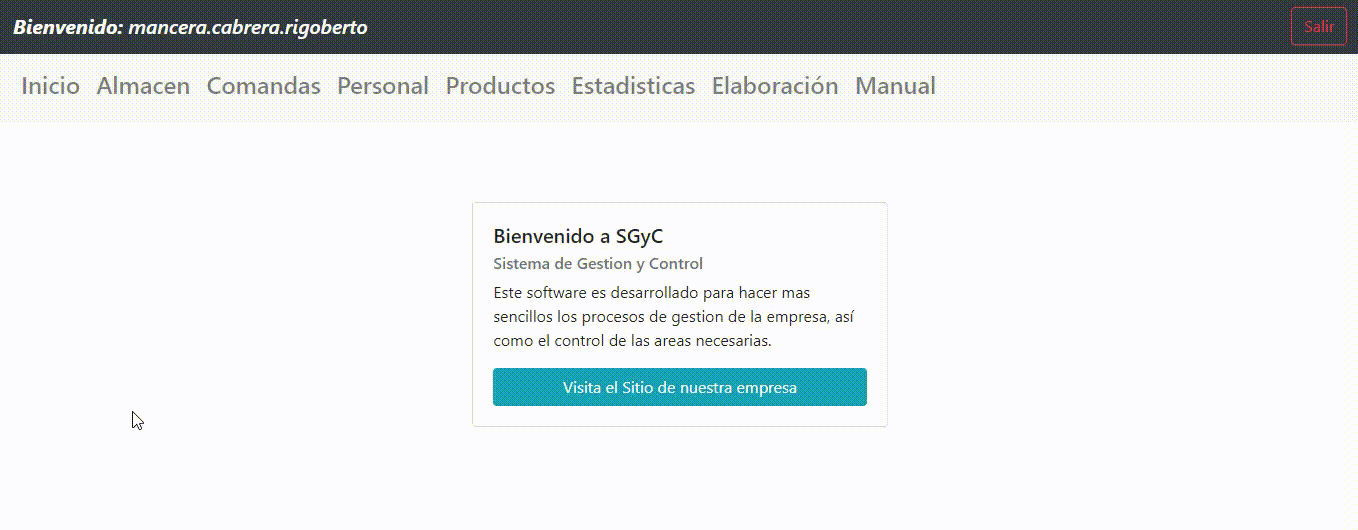 Bienvenido: mancera.cabrera.rigoberto Salir
Inicio Almacen Comandas Personal Productos Estadisticas Elaboración Manual
Bienvenido a SGyC
Sistema de Gestion y Control
Este software es desarrollado para hacer mas
sencillos los procesos de gestion de la empresa, así
como el control de las areas necesarias.
Visita el Sitio de nuestra empresa